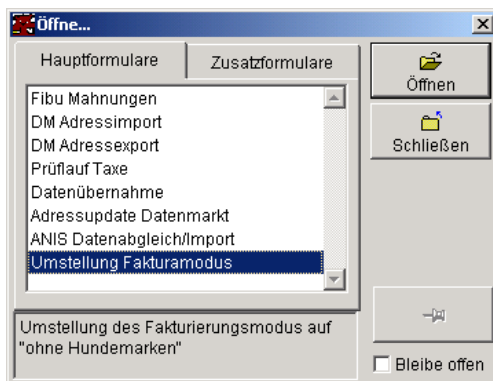 Öffne...
Hauptformulare
Zusatzformulare
Fibu Mahnungen
DM Adressimport
DM Adressexport
Prüflauf Taxe
Datenübernahme
Adressupdate Datenmarkt
ANIS Datenabgleich/Import
Umstellung Fakturamodus
Umstellung des Fakturierungsmodus auf
"ohne Hundemarken"
Öffnen
Schließen
Bleibe offen